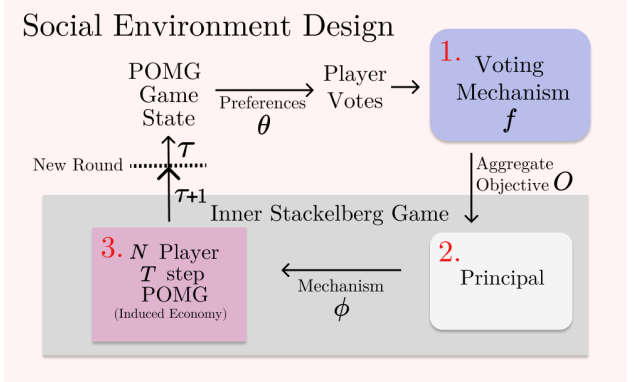 Social Environment Design
POMG
Game
State
Preferences
θ
Player
Votes
1. Voting
Mechanism
f
New Round
τ
τ+1
Aggregate
Objective O
Inner Stackelberg Game
3. N Player
T step
POMG
(Induced Economy)
Mechanism
ϕ
2.
Principal